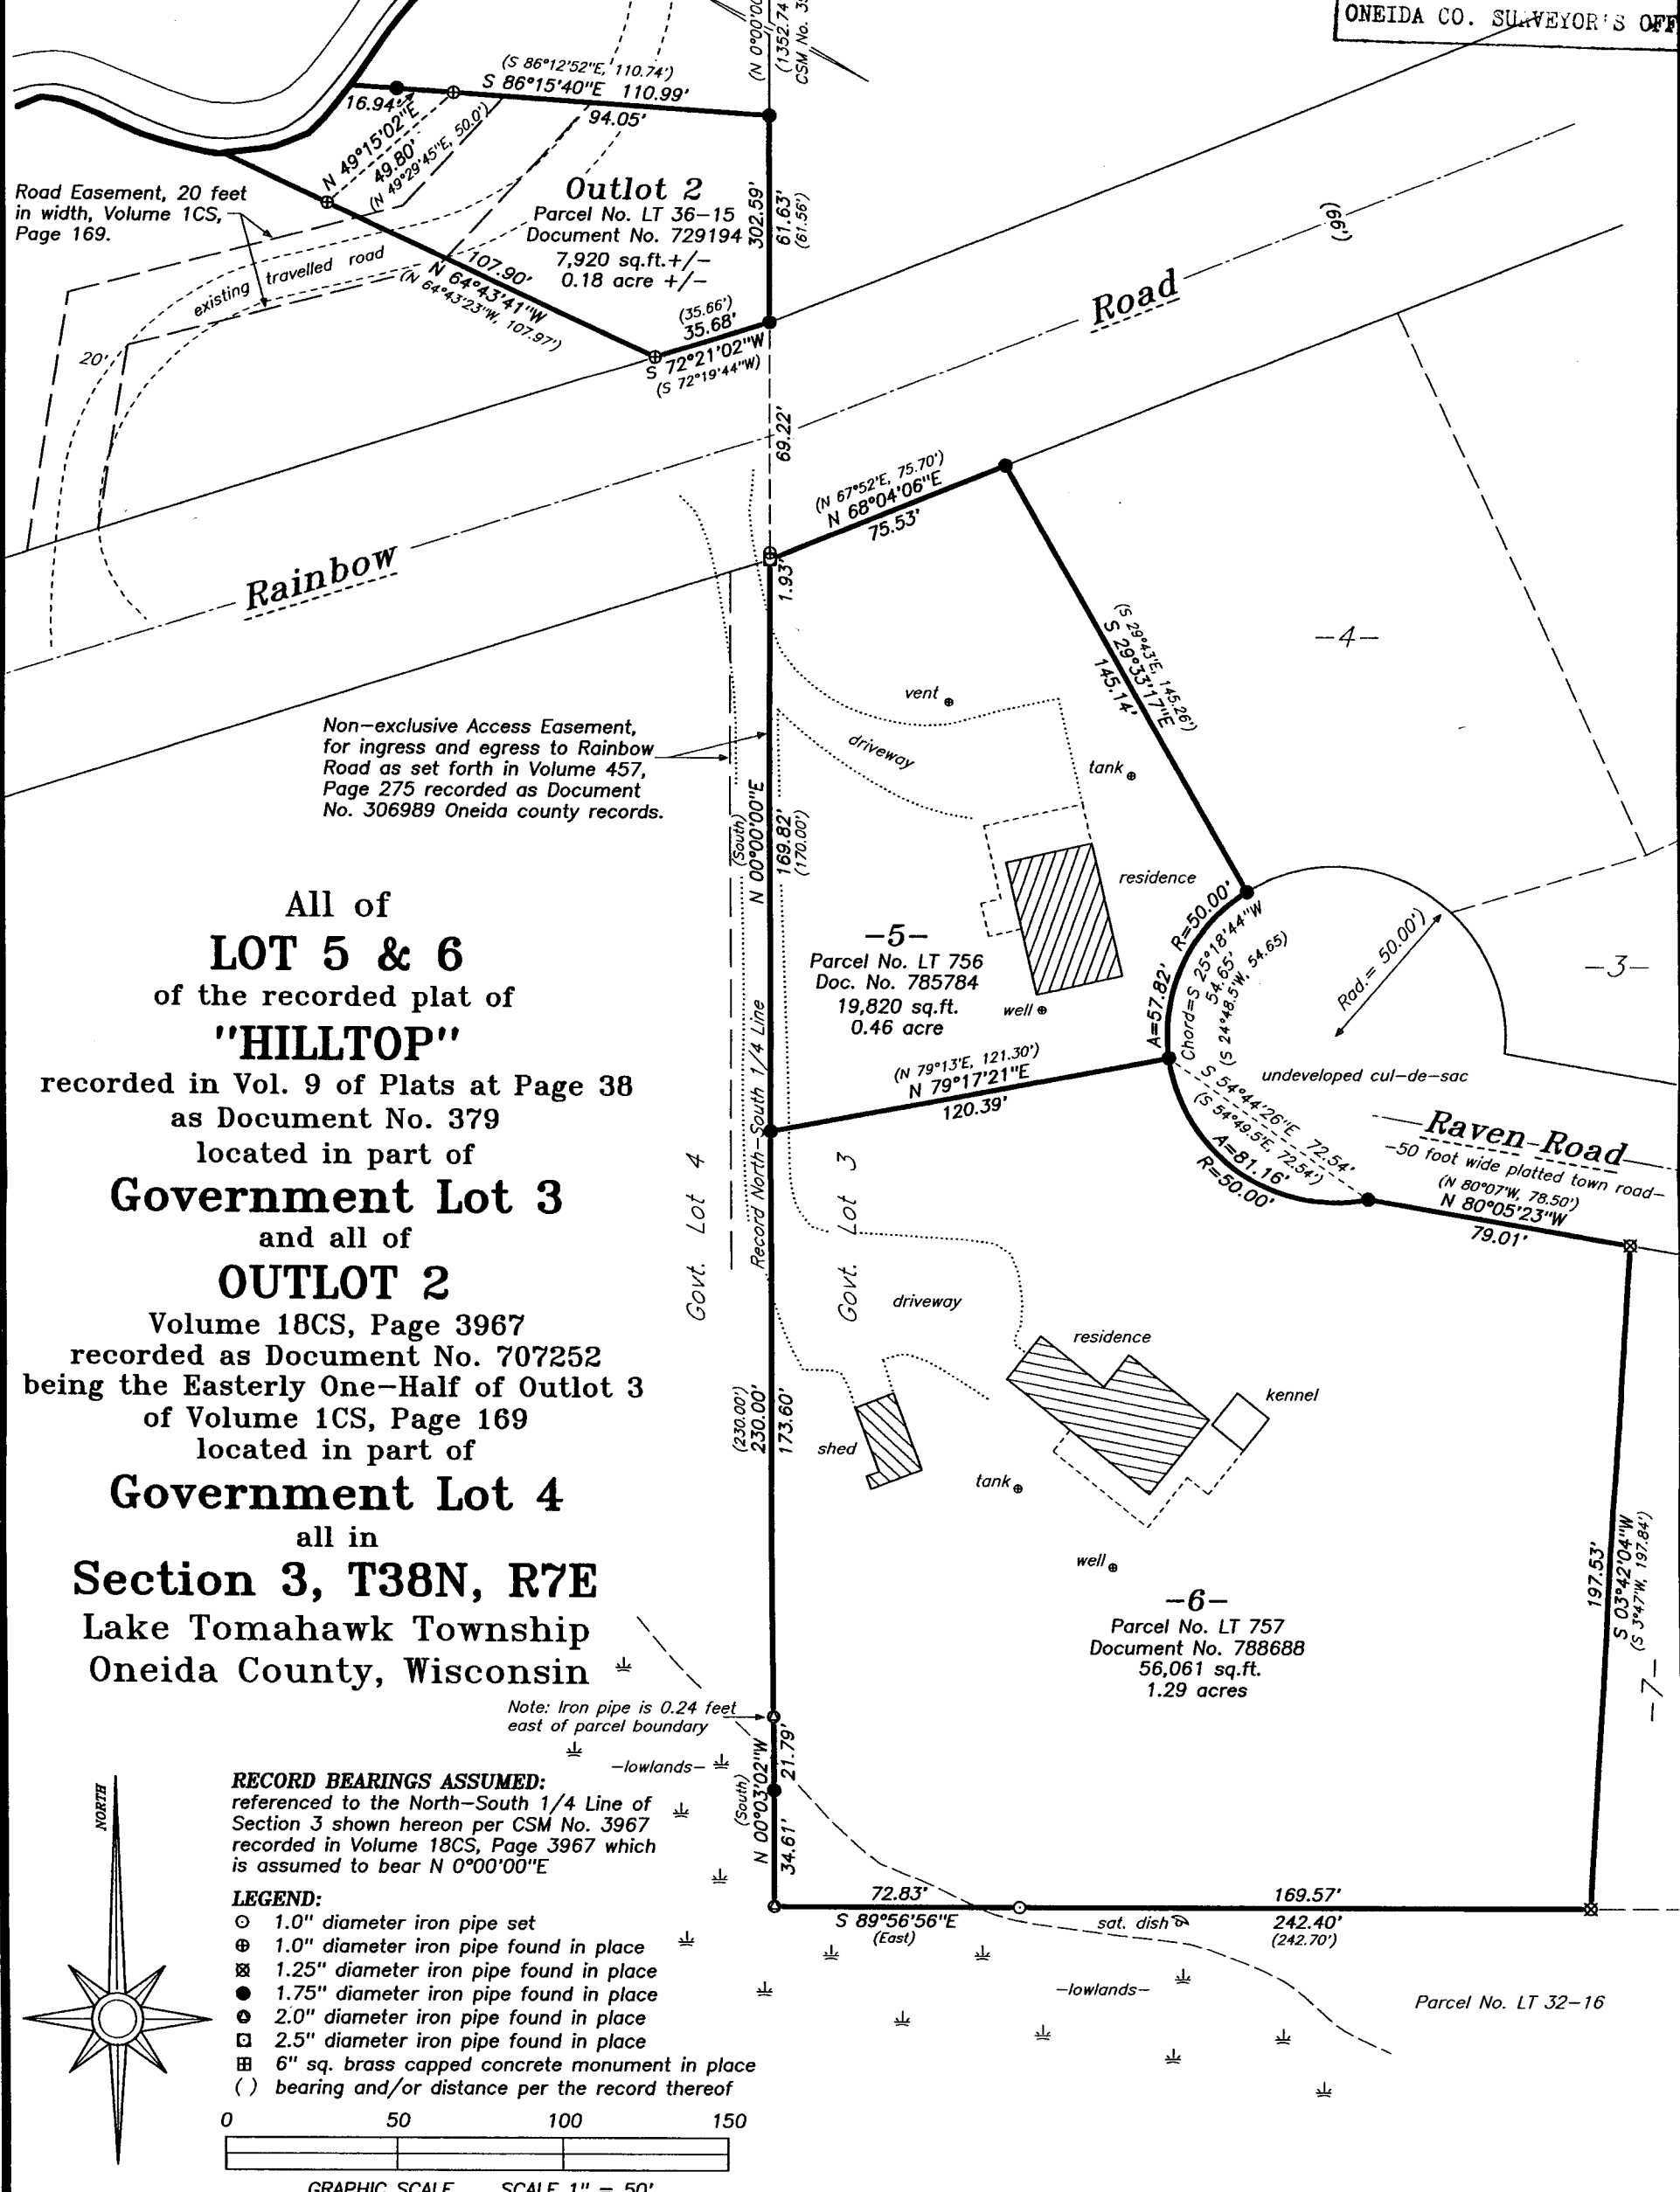 ONEIDA CO. SURVEYOR'S OFF
(N 0°00'00
(1352.74
CSM No. 39
(S 86°12'52"E, 110.74')
S 86°15'40"E 110.99'
16.94'
94.05'
N 49°15'02"E
49.80'
(N 49°29'45"E, 50.0')
Road Easement, 20 feet
in width, Volume 1CS,
Page 169.
Outlot 2
Parcel No. LT 36-15
Document No. 729194
7,920 sq.ft.+/-
0.18 acre +/-
302.59'
61.63'
(61.56')
existing travelled road
107.90'
N 64°43'41"W
(N 64°43'23"W, 107.97')
(35.66')
35.68'
S 72°21'02"W
(S 72°19'44"W)
20'
(66')
Road
Rainbow
69.22'
(N 67°52'E, 75.70')
N 68°04'06"E
75.53'
1.93'
(S 29°43'E, 145.26')
S 29°33'17"E
145.14'
-4-
vent
driveway
tank
Non-exclusive Access Easement,
for ingress and egress to Rainbow
Road as set forth in Volume 457,
Page 275 recorded as Document
No. 306989 Oneida county records.
(South)
N 00°00'00"E
169.82'
(170.00')
residence
-5-
Parcel No. LT 756
Doc. No. 785784
19,820 sq.ft.
0.46 acre
well
R=50.00'
A=57.82'
Chord=S 25°18'44"W
54.65'
(S 24°48.5'W, 54.65)
Rad.= 50.00')
-3-
(N 79°13'E, 121.30')
N 79°17'21"E
120.39'
undeveloped cul-de-sac
S 54°44'26"E 72.54'
(S 54°49.5'E, 72.54')
A=81.16'
R=50.00'
Raven Road
-50 foot wide platted town road-
(N 80°07'W, 78.50')
N 80°05'23"W
79.01'
Record North-South 1/4 Line
Govt. Lot 4
Govt. Lot 3
All of
LOT 5 & 6
of the recorded plat of
"HILLTOP"
recorded in Vol. 9 of Plats at Page 38
as Document No. 379
located in part of
Government Lot 3
and all of
OUTLOT 2
Volume 18CS, Page 3967
recorded as Document No. 707252
being the Easterly One-Half of Outlot 3
of Volume 1CS, Page 169
located in part of
Government Lot 4
all in
Section 3, T38N, R7E
Lake Tomahawk Township
Oneida County, Wisconsin
driveway
residence
kennel
shed
tank
well
(230.00')
230.00'
173.60'
-6-
Parcel No. LT 757
Document No. 788688
56,061 sq.ft.
1.29 acres
197.53'
S 03°42'04"W
(S 3°47'W, 197.84')
-7-
Note: Iron pipe is 0.24 feet
east of parcel boundary
-lowlands-
(South)
N 00°03'02"W
21.79'
34.61'
72.83'
S 89°56'56"E
(East)
sat. dish
169.57'
242.40'
(242.70')
-lowlands-
Parcel No. LT 32-16
NORTH
RECORD BEARINGS ASSUMED:
referenced to the North-South 1/4 Line of
Section 3 shown hereon per CSM No. 3967
recorded in Volume 18CS, Page 3967 which
is assumed to bear N 0°00'00"E
LEGEND:
1.0" diameter iron pipe set
1.0" diameter iron pipe found in place
1.25" diameter iron pipe found in place
1.75" diameter iron pipe found in place
2.0" diameter iron pipe found in place
2.5" diameter iron pipe found in place
6" sq. brass capped concrete monument in place
( ) bearing and/or distance per the record thereof
0 50 100 150
GRAPHIC SCALE SCALE 1" = 50'